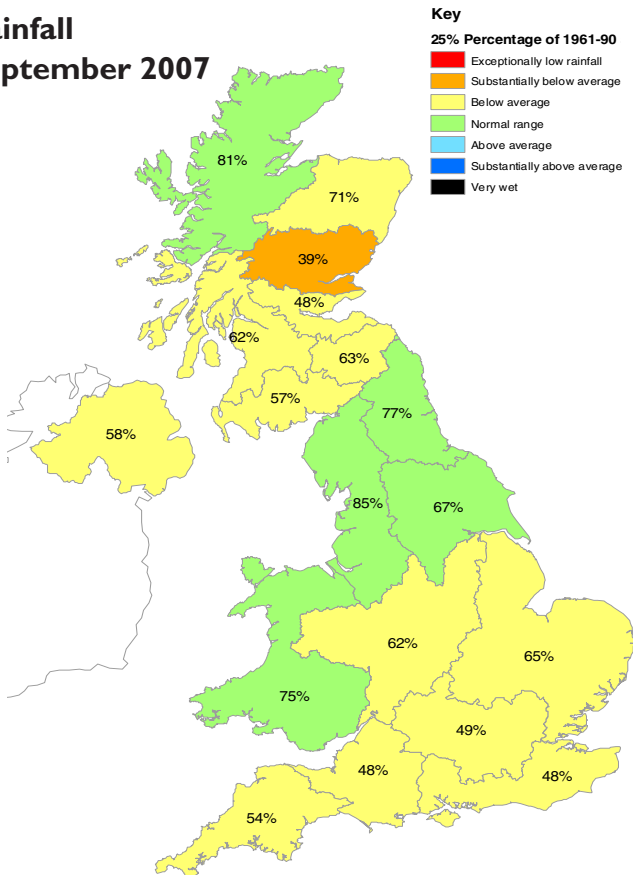 infall
ptember 2007
Key
25% Percentage of 1961-90
Exceptionally low rainfall
Substantially below average
Below average
Normal range
Above average
Substantially above average
Very wet
81%
71%
39%
48%
62%
63%
57%
58%
77%
85%
67%
62%
65%
75%
49%
48%
48%
54%